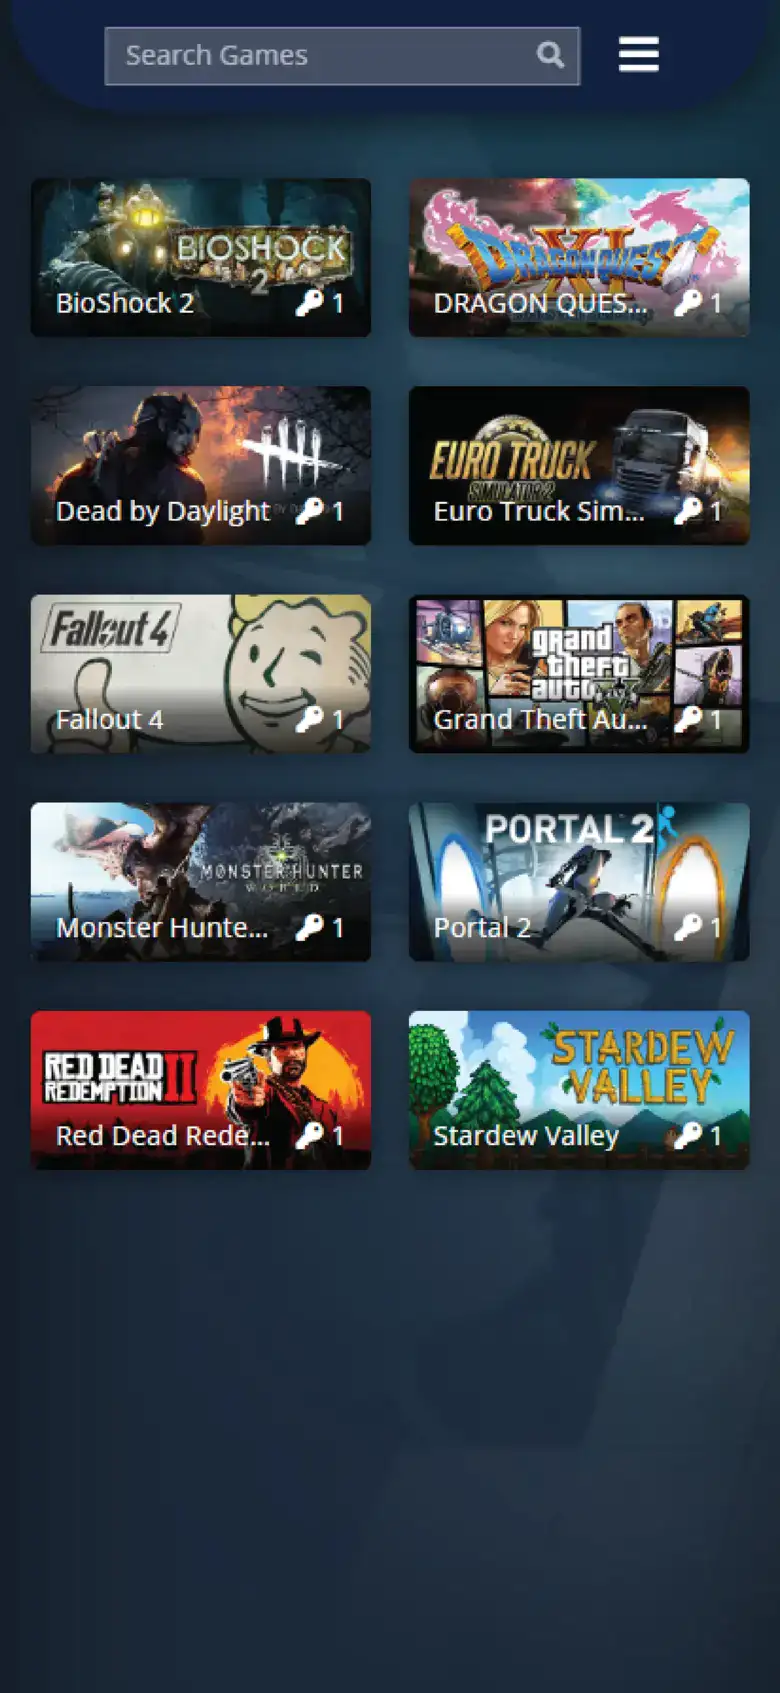 Search Games
BIOSHOCK
2
BioShock 2
1
DRAGON QUEST
XI
DRAGON QUES...
1
Dead by Daylight
1
EURO TRUCK
SIMULATOR 2
Euro Truck Sim...
1
Fallout 4
Fallout 4
1
grand
theft
auto
V
Grand Theft Au...
1
MONSTER HUNTER
WORLD
Monster Hunte...
1
PORTAL 2
Portal 2
1
RED DEAD
REDEMPTION II
Red Dead Rede...
1
STARDEW
VALLEY
Stardew Valley
1